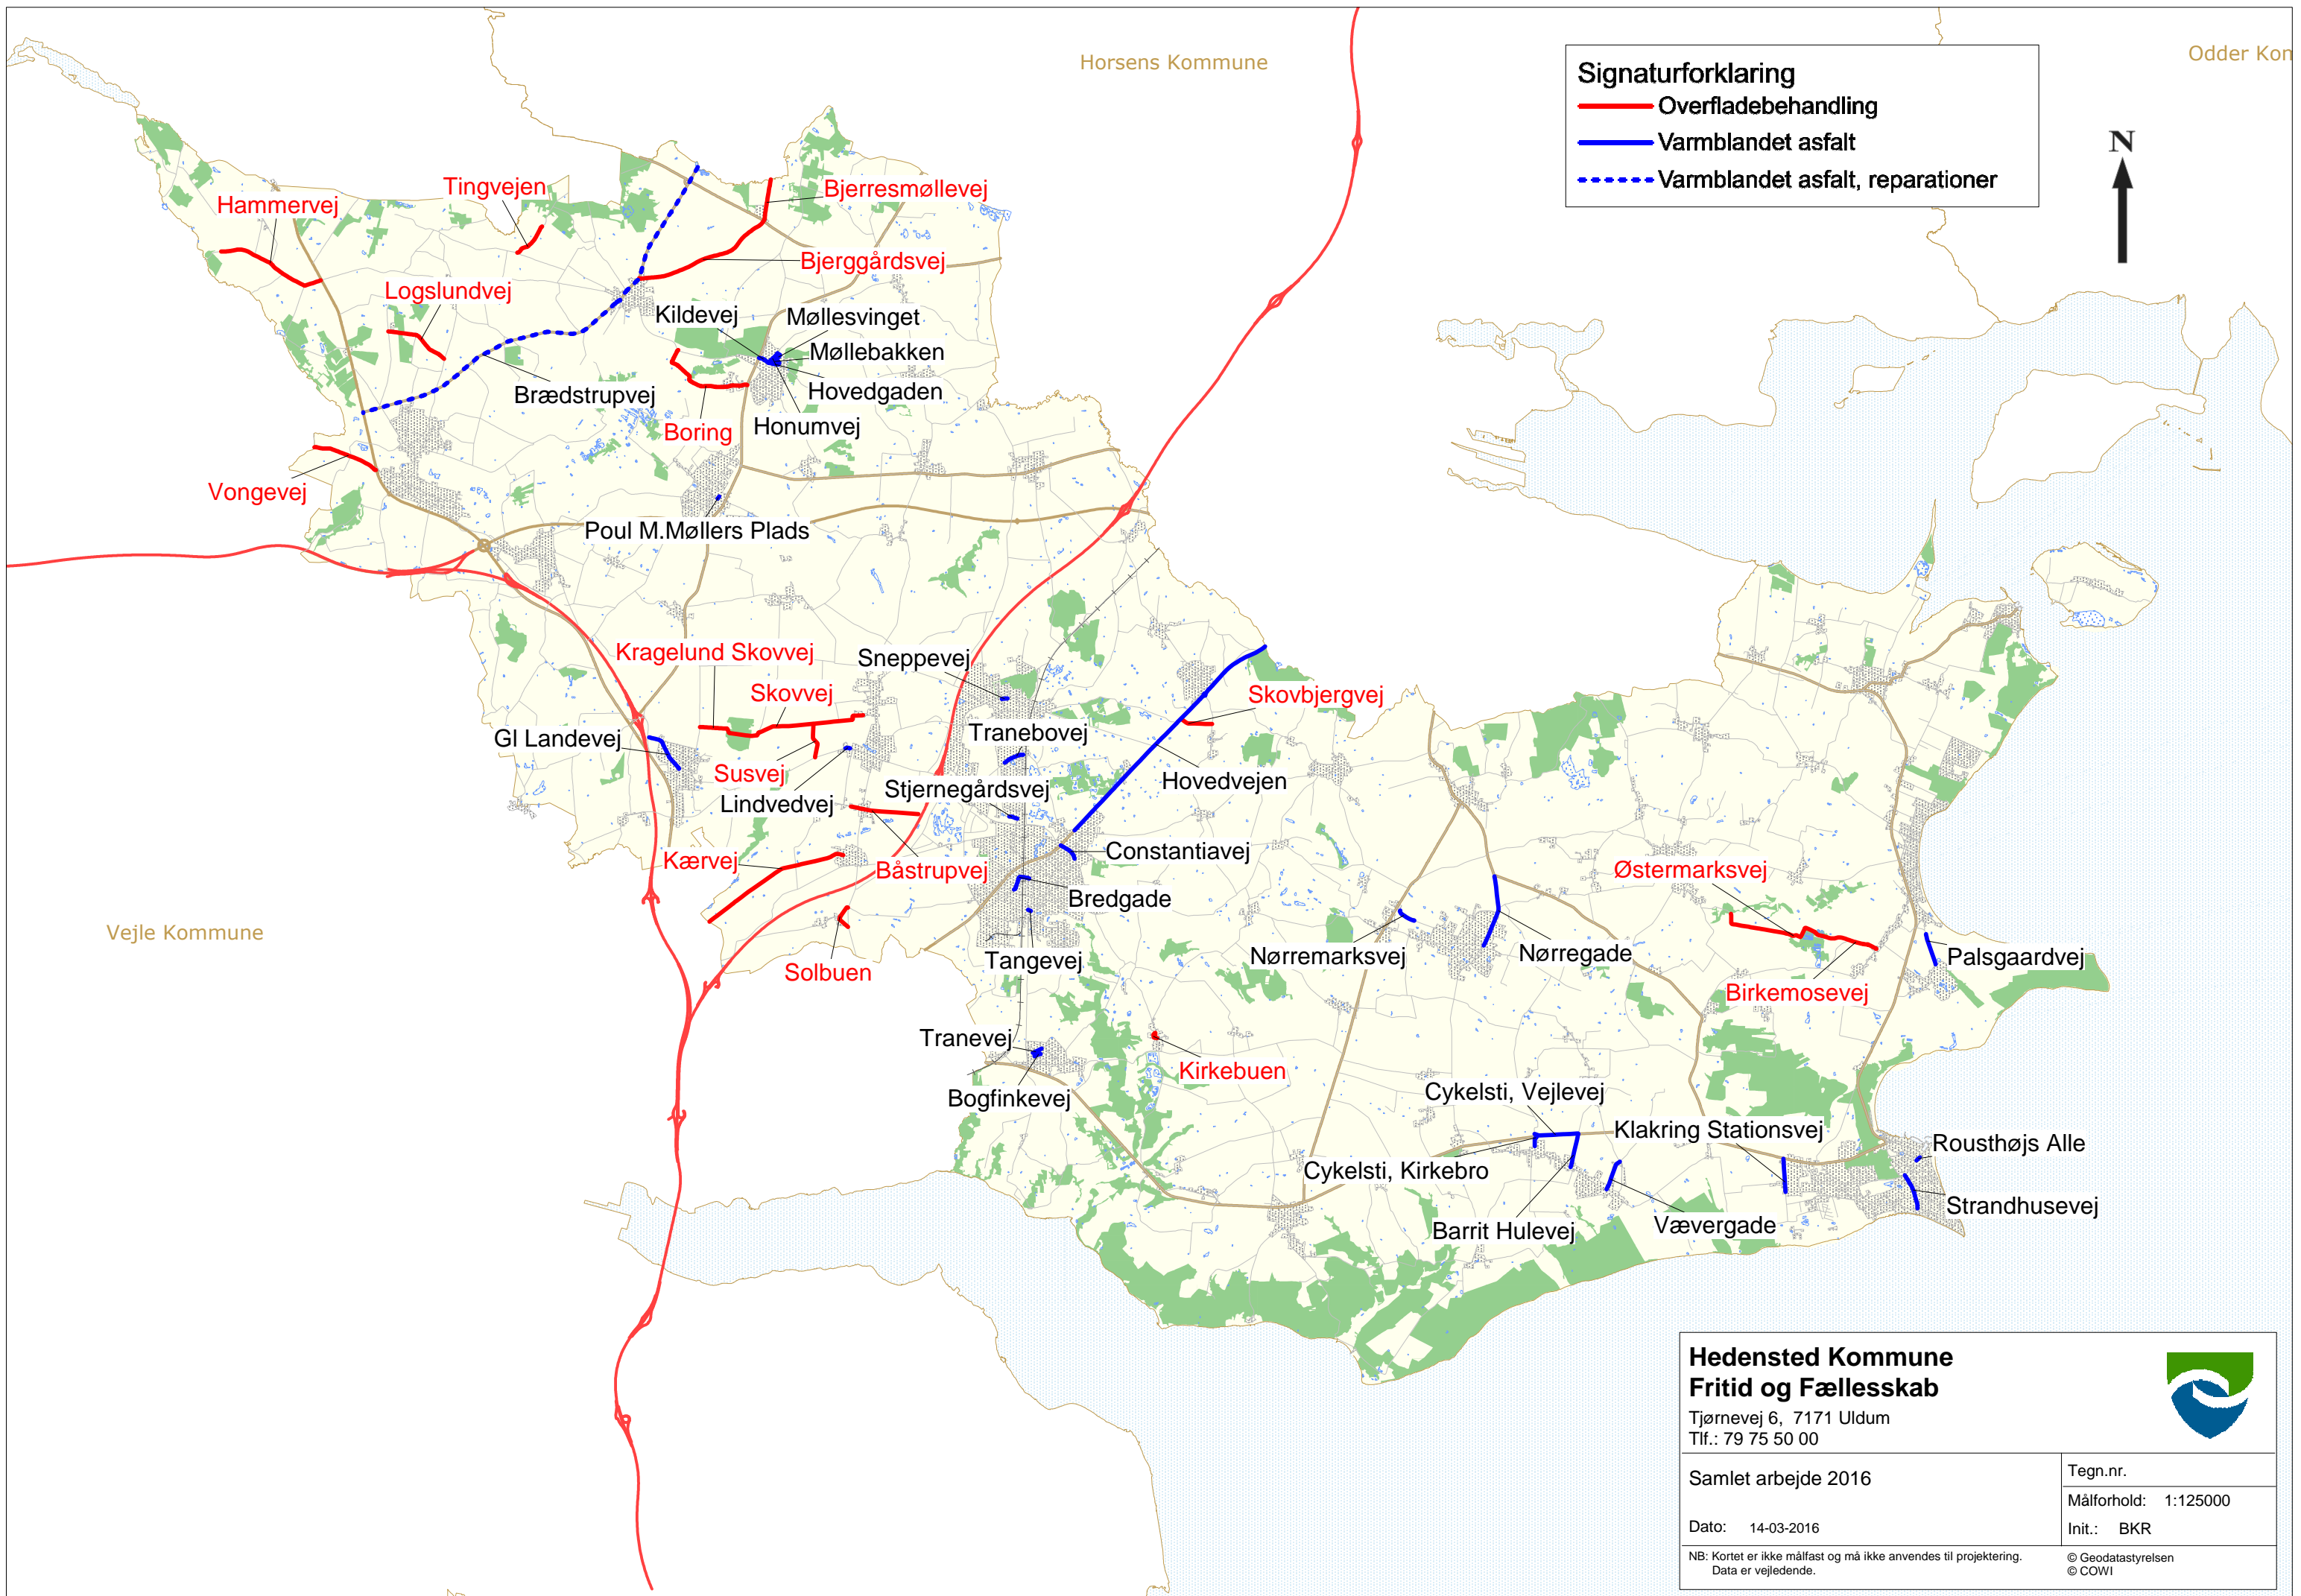 Horsens Kommune
Odder Kon
Signaturforklaring
Overfladebehandling
Varmblandet asfalt
Varmblandet asfalt, reparationer
N
Tingvejen
Hammervej
Bjerresmøllevej
Bjerggårdsvej
Logslundvej
Kildevej
Møllesvinget
Møllebakken
Hovedgaden
Brædstrupvej
Honumvej
Boring
Vongevej
Poul M.Møllers Plads
Kragelund Skovvej
Sneppevej
Skovvej
Skovbjergvej
Gl Landevej
Tranebovej
Susvej
Hovedvejen
Lindvedvej
Stjernegårdsvej
Constantiavej
Kærvej
Båstrupvej
Østermarksvej
Bredgade
Vejle Kommune
Nørremarksvej
Nørregade
Palsgaardvej
Tangevej
Solbuen
Birkemosevej
Tranevej
Kirkebuen
Bogfinkevej
Cykelsti, Vejlevej
Klakring Stationsvej
Rousthøjs Alle
Cykelsti, Kirkebro
Strandhusevej
Barrit Hulevej
Vævergade
Hedensted Kommune
Fritid og Fællesskab
Tjørnevej 6, 7171 Uldum
Tlf.: 79 75 50 00
Samlet arbejde 2016
Tegn.nr.
Målforhold: 1:125000
Dato: 14-03-2016
Init.: BKR
NB: Kortet er ikke målfast og må ikke anvendes til projektering.
Data er vejledende.
© Geodatastyrelsen
© COWI